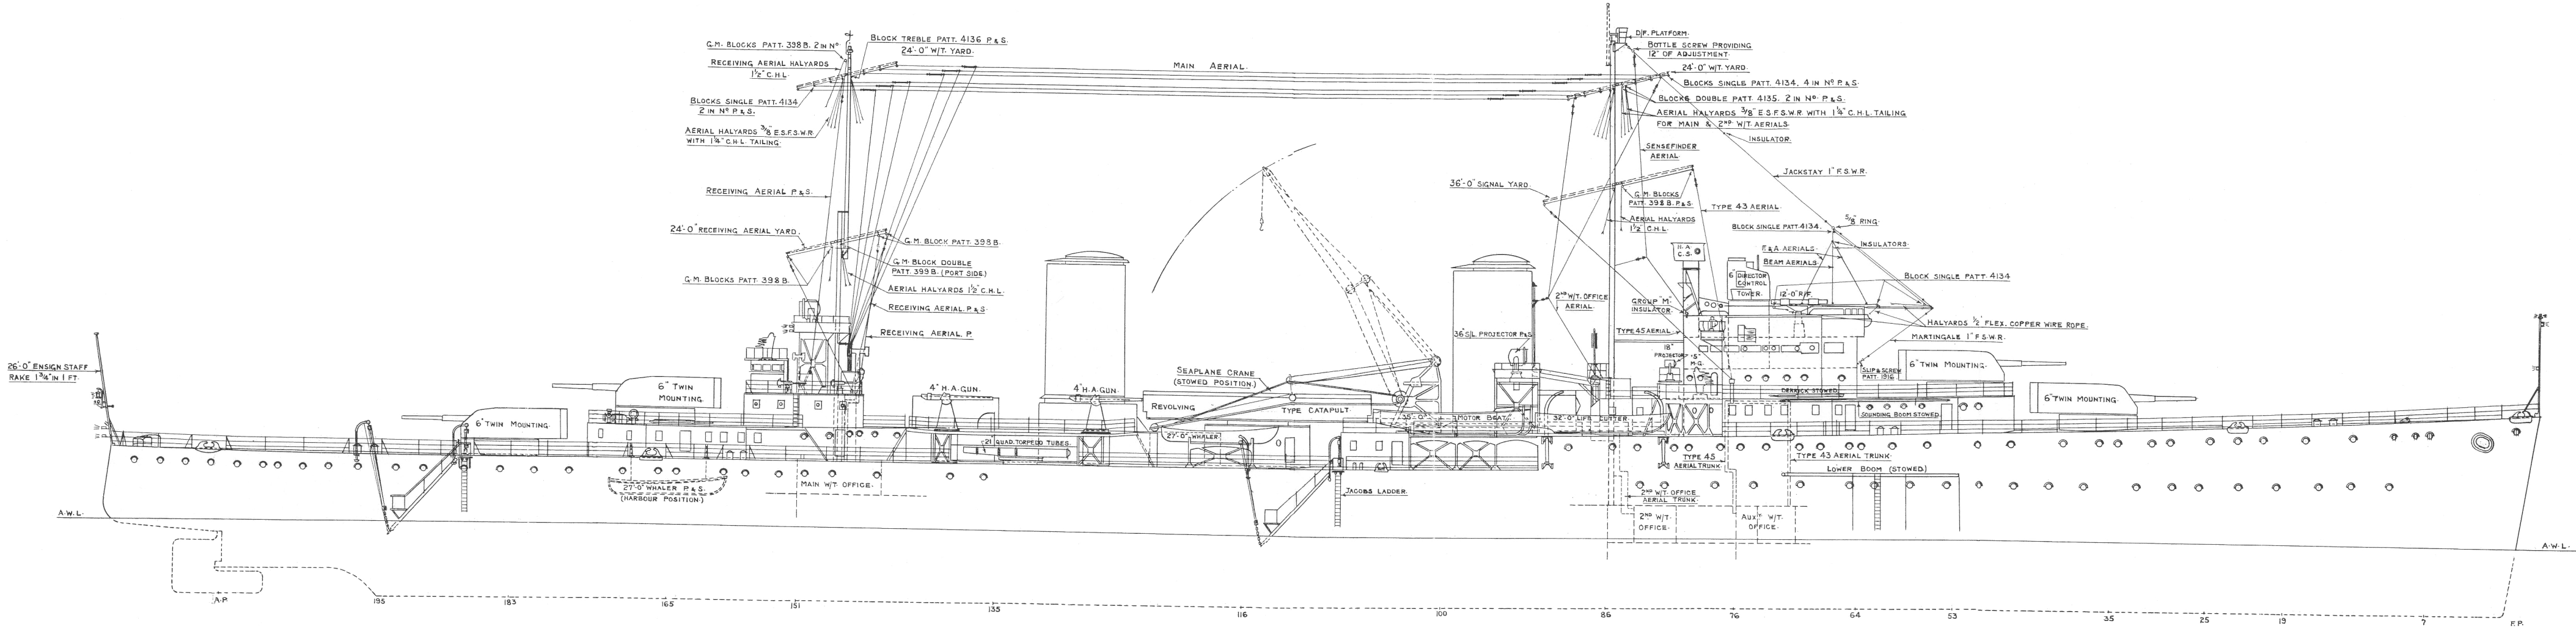 G.M. BLOCKS PATT. 398 B. 2 IN Nº
RECEIVING AERIAL HALYARDS
1½" C.H.L.
BLOCKS SINGLE PATT. 4134
2 IN Nº P. & S.
AERIAL HALYARDS 3/8" E.S.F.S.W.R.
WITH 1¼" C.H.L. TAILING.
BLOCK TREBLE PATT. 4136 P & S.
24'-0" W/T. YARD.
MAIN AERIAL.
D/F. PLATFORM.
BOTTLE SCREW PROVIDING
12" OF ADJUSTMENT.
24'-0" W/T. YARD.
BLOCKS SINGLE PATT. 4134. 4 IN Nº P. & S.
BLOCKS DOUBLE PATT. 4135. 2 IN Nº P. & S.
AERIAL HALYARDS 3/8" E.S.F.S.W.R. WITH 1¼" C.H.L. TAILING
FOR MAIN & 2ND W/T. AERIALS.
INSULATOR.
SENSEFINDER
AERIAL
JACKSTAY 1" F.S.W.R.
RECEIVING AERIAL P & S.
24'-0" RECEIVING AERIAL YARD.
G.M. BLOCKS PATT. 398 B.
G.M. BLOCK PATT. 398 B.
G.M. BLOCK DOUBLE
PATT. 399 B. (PORT SIDE.)
AERIAL HALYARDS 1½" C.H.L.
RECEIVING AERIAL. P & S.
RECEIVING AERIAL. P.
36'-0" SIGNAL YARD.
G.M. BLOCKS
PATT. 398 B. P. & S.
AERIAL HALYARDS
1½" C.H.L.
TYPE 43 AERIAL.
5/8" RING.
BLOCK SINGLE PATT. 4134.
INSULATORS.
E & A. AERIALS.
BEAM AERIALS.
BLOCK SINGLE PATT. 4134
H.A.
C.S.
6" DIRECTOR
CONTROL
TOWER.
12'-0" R/F.
2ND W/T. OFFICE
AERIAL.
GROUP "M"
INSULATOR.
TYPE 45 AERIAL
HALYARDS ½" FLEX. COPPER WIRE ROPE.
MARTINGALE 1" F.S.W.R.
36" S/L. PROJECTOR P & S.
18"
PROJECTOR
·5"
M.G.
SLIP & SCREW
PATT. 1916.
26'-0" ENSIGN STAFF
RAKE 1¾" IN 1 FT.
6" TWIN
MOUNTING.
6" TWIN MOUNTING.
4" H.A. GUN.
4" H.A. GUN.
SEAPLANE CRANE
(STOWED POSITION.)
REVOLVING
TYPE CATAPULT.
35'-0"
MOTOR BOAT.
32'-0" LIFE CUTTER.
DERRICK STOWED.
SOUNDING BOOM STOWED.
6" TWIN MOUNTING.
6" TWIN MOUNTING.
21" QUAD. TORPEDO TUBES.
27'-0" WHALER.
27'-0" WHALER P & S.
(HARBOUR POSITION.)
MAIN W/T. OFFICE.
JACOBS LADDER.
TYPE 45
AERIAL TRUNK.
TYPE 43 AERIAL TRUNK.
LOWER BOOM (STOWED)
2ND W/T. OFFICE
AERIAL TRUNK.
2ND W/T.
OFFICE.
AUXY W/T.
OFFICE.
A.W.L.
A.W.L.
A.P.
195
183
165
151
135
116
100
86
76
64
53
35
25
19
7
F.P.